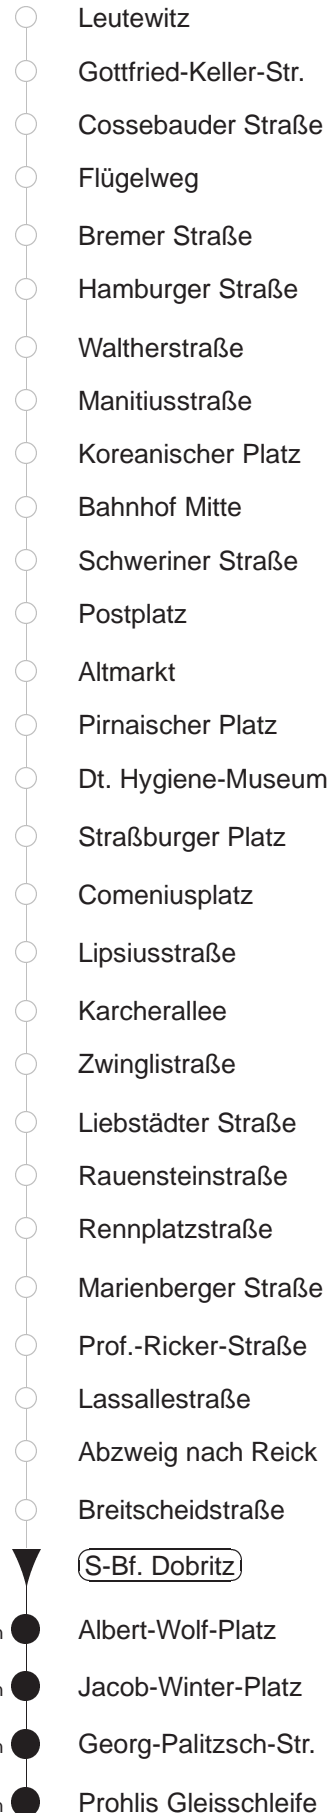 Leutewitz
Gottfried-Keller-Str.
Cossebauder Straße
Flügelweg
Bremer Straße
Hamburger Straße
Waltherstraße
Manitiusstraße
Koreanischer Platz
Bahnhof Mitte
Schweriner Straße
Postplatz
Altmarkt
Pirnaischer Platz
Dt. Hygiene-Museum
Straßburger Platz
Comeniusplatz
Lipsiusstraße
Karcherallee
Zwinglistraße
Liebstädter Straße
Rauensteinstraße
Rennplatzstraße
Marienberger Straße
Prof.-Ricker-Straße
Lassallestraße
Abzweig nach Reick
Breitscheidstraße
S-Bf. Dobritz
Albert-Wolf-Platz
Jacob-Winter-Platz
Georg-Palitzsch-Str.
Prohlis Gleisschleife